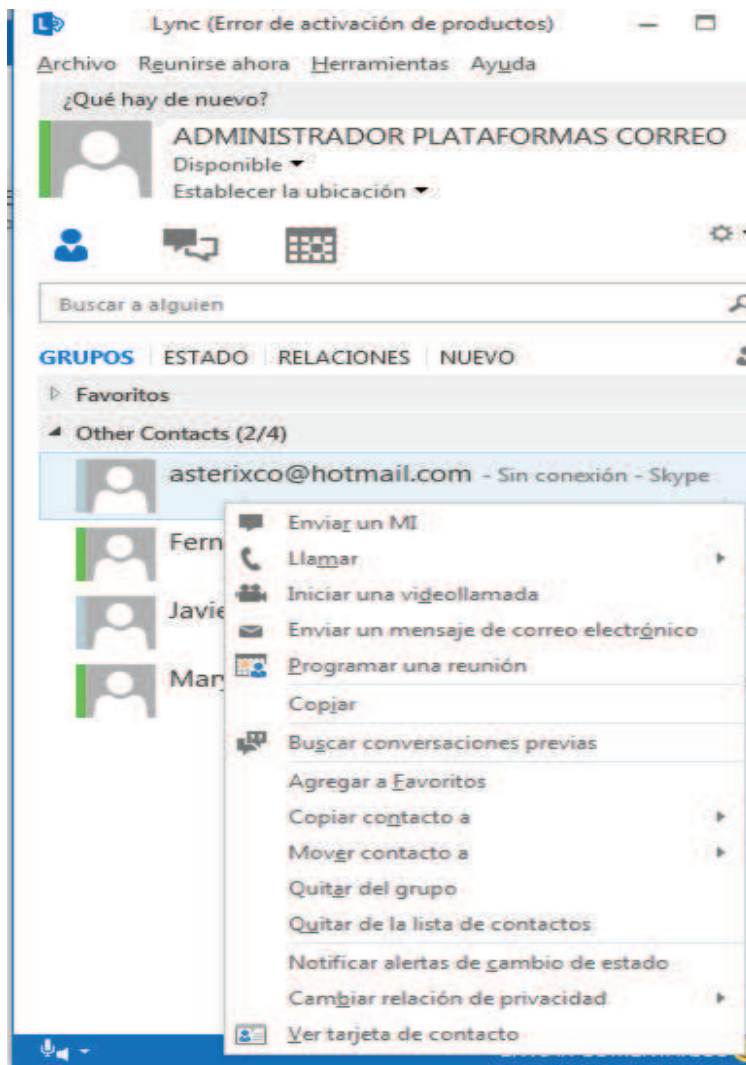 Lync (Error de activación de productos)
Archivo Reunirse ahora Herramientas Ayuda
¿Qué hay de nuevo?
ADMINISTRADOR PLATAFORMAS CORREO
Disponible
Establecer la ubicación
Buscar a alguien
GRUPOS ESTADO RELACIONES NUEVO
Favoritos
Other Contacts (2/4)
asterixco@hotmail.com - Sin conexión - Skype
Fern
Javie
Mary
Enviar un MI
Llamar
Iniciar una videollamada
Enviar un mensaje de correo electrónico
Programar una reunión
Copiar
Buscar conversaciones previas
Agregar a Favoritos
Copiar contacto a
Mover contacto a
Quitar del grupo
Quitar de la lista de contactos
Notificar alertas de cambio de estado
Cambiar relación de privacidad
Ver tarjeta de contacto